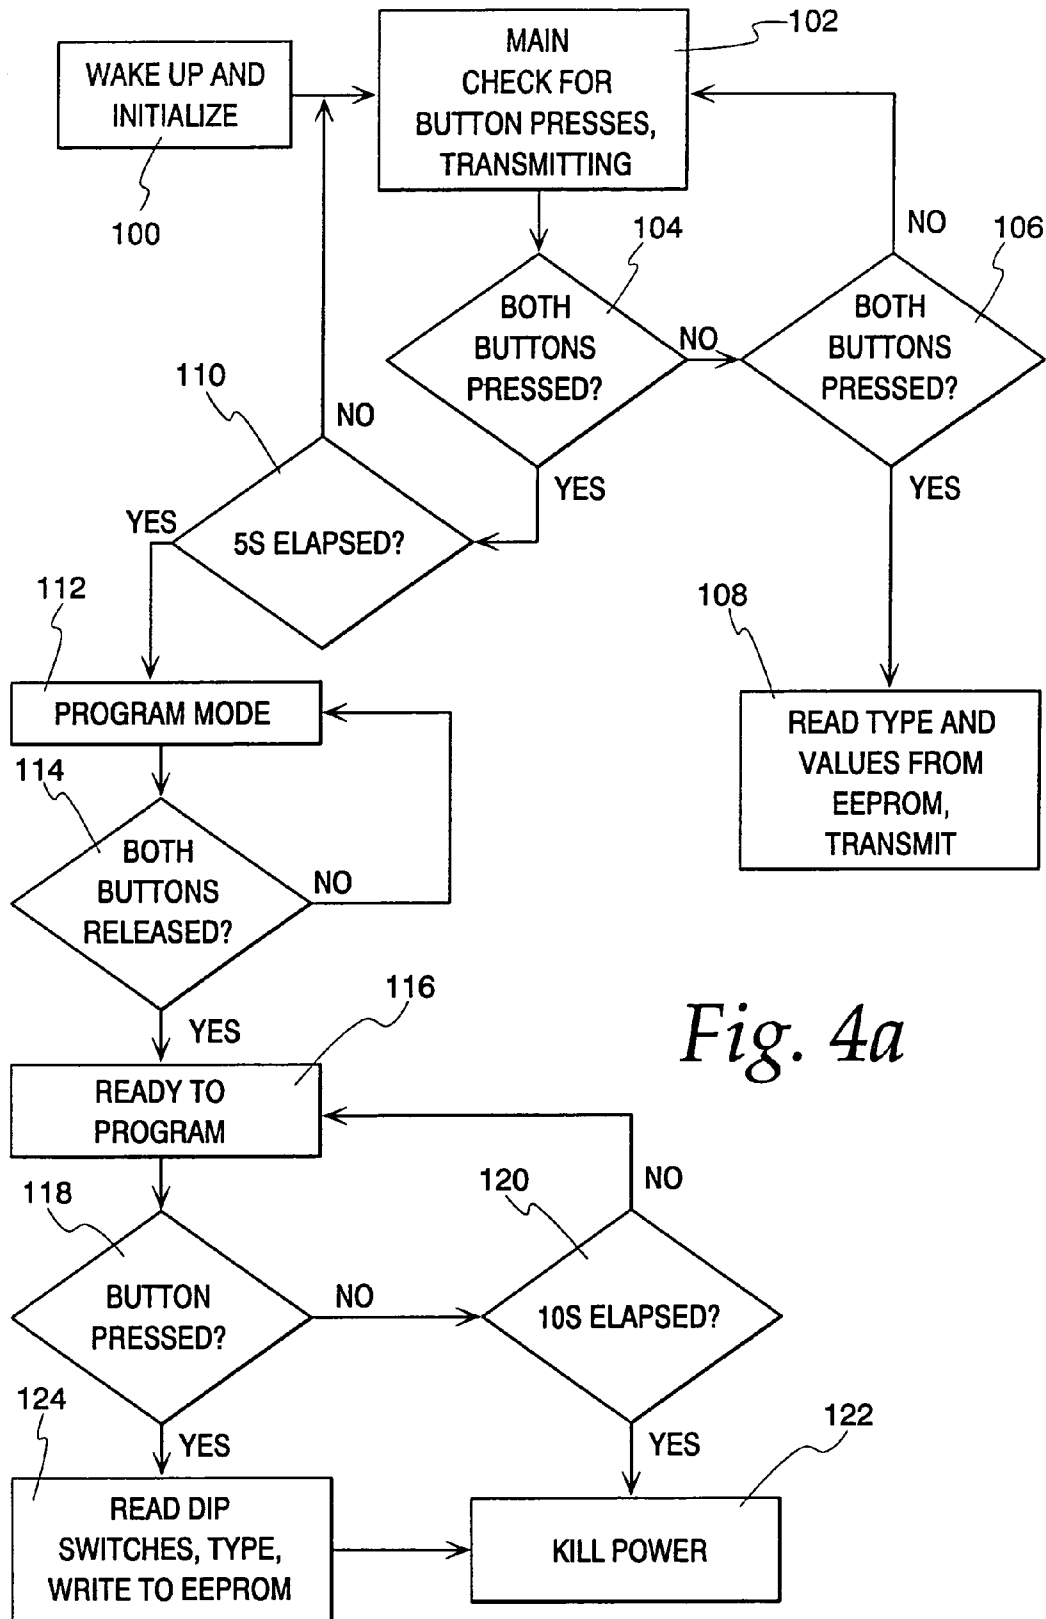 102
MAIN
CHECK FOR
BUTTON PRESSES,
TRANSMITTING
WAKE UP AND
INITIALIZE
100
104
106
NO
BOTH
BUTTONS
PRESSED?
NO
BOTH
BUTTONS
PRESSED?
110
NO
YES
YES
YES
5S ELAPSED?
112
108
PROGRAM MODE
READ TYPE AND
VALUES FROM
EEPROM,
TRANSMIT
114
BOTH
BUTTONS
RELEASED?
NO
116
YES
Fig. 4a
READY TO
PROGRAM
118
120
NO
BUTTON
PRESSED?
NO
10S ELAPSED?
124
YES
YES
122
READ DIP
SWITCHES, TYPE,
WRITE TO EEPROM
KILL POWER